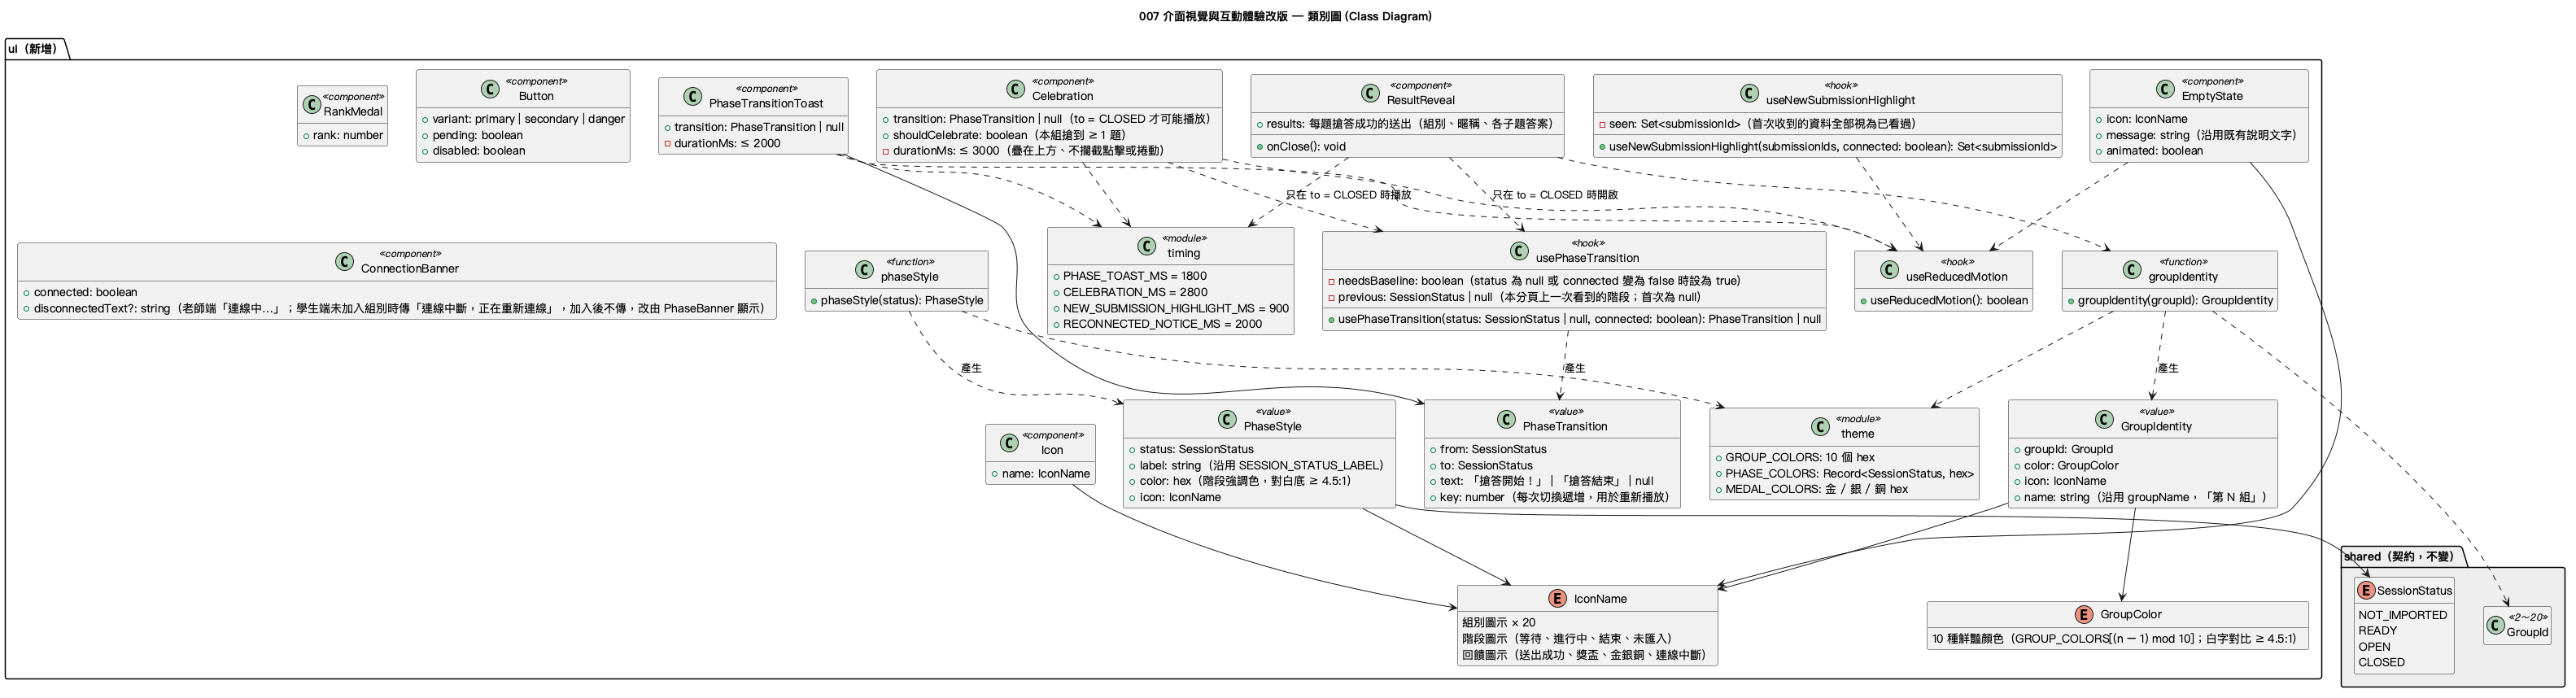 007 介面視覺與互動體驗改版 — 類別圖 (Class Diagram)
ui（新增）
«component»
RankMedal
rank: number
«component»
Button
variant: primary | secondary | danger
pending: boolean
disabled: boolean
«component»
PhaseTransitionToast
transition: PhaseTransition | null
durationMs: ≤ 2000
«component»
Celebration
transition: PhaseTransition | null（to = CLOSED 才可能播放）
shouldCelebrate: boolean（本組搶到 ≥ 1 題）
durationMs: ≤ 3000（疊在上方、不攔截點擊或捲動）
«component»
ResultReveal
results: 每題搶答成功的送出（組別、暱稱、各子題答案）
onClose(): void
«hook»
useNewSubmissionHighlight
seen: Set<submissionId>（首次收到的資料全部視為已看過）
useNewSubmissionHighlight(submissionIds, connected: boolean): Set<submissionId>
«component»
EmptyState
icon: IconName
message: string（沿用既有說明文字）
animated: boolean
只在 to = CLOSED 時播放
只在 to = CLOSED 時開啟
«component»
ConnectionBanner
connected: boolean
disconnectedText?: string（老師端「連線中…」；學生端未加入組別時傳「連線中斷，正在重新連線」，加入後不傳，改由 PhaseBanner 顯示）
«function»
phaseStyle
phaseStyle(status): PhaseStyle
«module»
timing
PHASE_TOAST_MS = 1800
CELEBRATION_MS = 2800
NEW_SUBMISSION_HIGHLIGHT_MS = 900
RECONNECTED_NOTICE_MS = 2000
«hook»
usePhaseTransition
needsBaseline: boolean（status 為 null 或 connected 變為 false 時設為 true）
previous: SessionStatus | null（本分頁上一次看到的階段；首次為 null）
usePhaseTransition(status: SessionStatus | null, connected: boolean): PhaseTransition | null
«hook»
useReducedMotion
useReducedMotion(): boolean
«function»
groupIdentity
groupIdentity(groupId): GroupIdentity
產生
產生
產生
«component»
Icon
name: IconName
«value»
PhaseStyle
status: SessionStatus
label: string（沿用 SESSION_STATUS_LABEL）
color: hex（階段強調色，對白底 ≥ 4.5:1）
icon: IconName
«value»
PhaseTransition
from: SessionStatus
to: SessionStatus
text: 「搶答開始！」 | 「搶答結束」 | null
key: number（每次切換遞增，用於重新播放）
«module»
theme
GROUP_COLORS: 10 個 hex
PHASE_COLORS: Record<SessionStatus, hex>
MEDAL_COLORS: 金 / 銀 / 銅 hex
«value»
GroupIdentity
groupId: GroupId
color: GroupColor
icon: IconName
name: string（沿用 groupName，「第 N 組」）
IconName
組別圖示 × 20
階段圖示（等待、進行中、結束、未匯入）
回饋圖示（送出成功、獎盃、金銀銅、連線中斷）
GroupColor
10 種鮮豔顏色（GROUP_COLORS[(n − 1) mod 10]；白字對比 ≥ 4.5:1）
shared（契約，不變）
SessionStatus
NOT_IMPORTED
READY
OPEN
CLOSED
«2~20»
GroupId